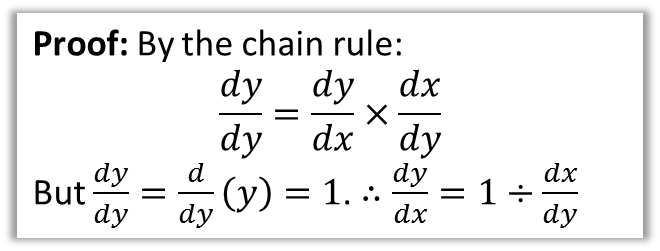 Proof: By the chain rule:
dy/dy = dy/dx × dx/dy
But dy/dy = d/dy (y) = 1. ∴ dy/dx = 1 ÷ dx/dy